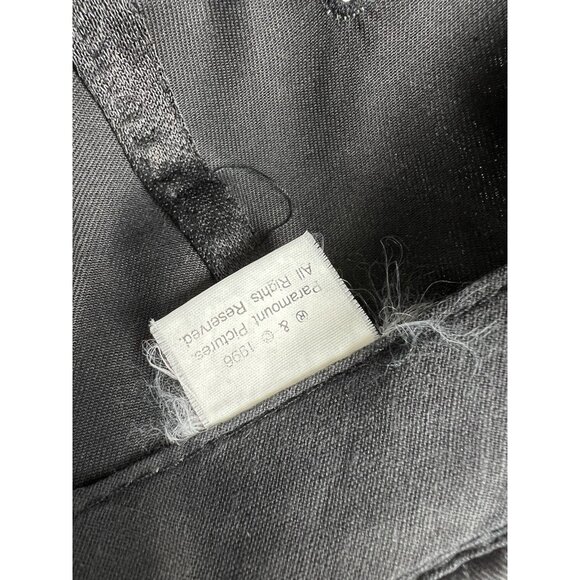 ® & © 1996
Paramount Pictures.
All Rights Reserved.